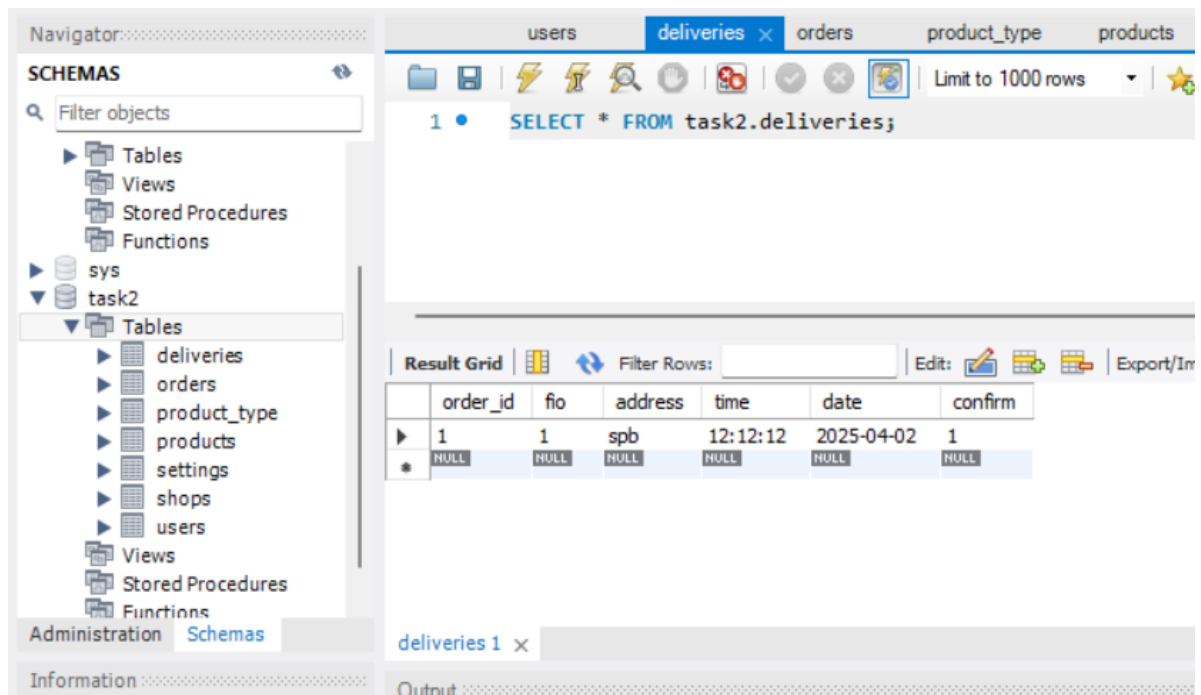 Navigator
SCHEMAS
Filter objects
Tables
Views
Stored Procedures
Functions
sys
task2
Tables
deliveries
orders
product_type
products
settings
shops
users
Views
Stored Procedures
Functions
Administration Schemas
Information
users deliveries orders product_type products
Limit to 1000 rows
1 SELECT * FROM task2.deliveries;
Result Grid Filter Rows: Edit: Export/Im
order_id fio address time date confirm
1 1 spb 12:12:12 2025-04-02 1
NULL NULL NULL NULL NULL NULL
deliveries 1
Output